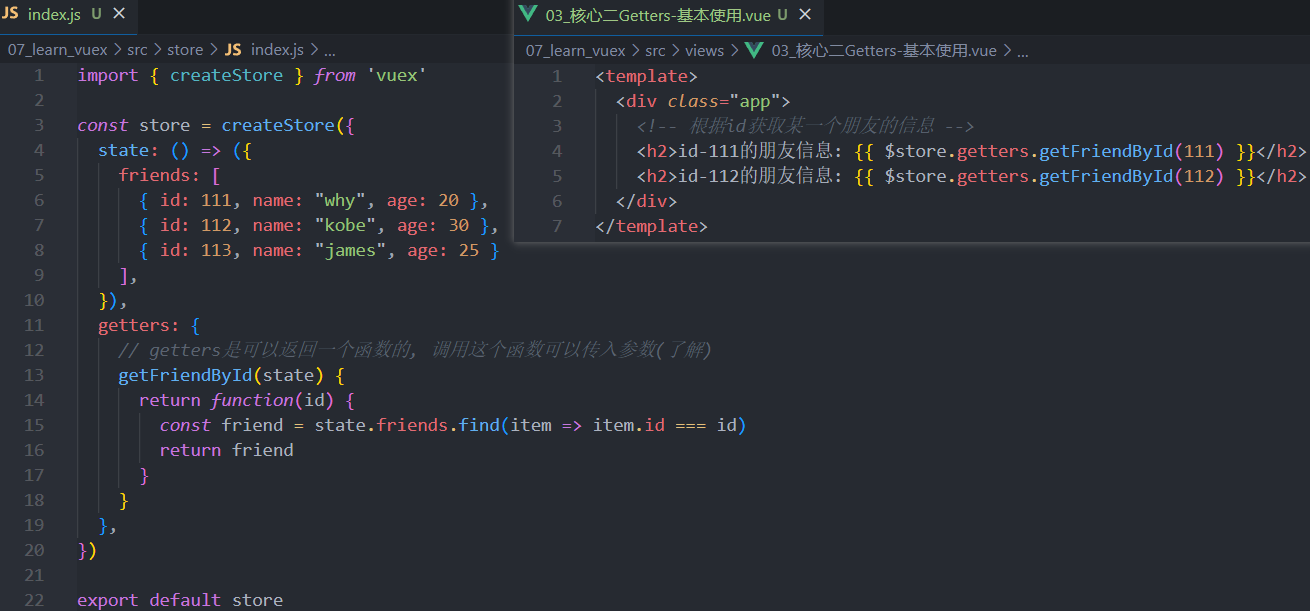 JS index.js U ×
07_learn_vuex > src > store > JS index.js > ...
1 import { createStore } from 'vuex'
2
3 const store = createStore({
4 state: () => ({
5 friends: [
6 { id: 111, name: "why", age: 20 },
7 { id: 112, name: "kobe", age: 30 },
8 { id: 113, name: "james", age: 25 }
9 ],
10 }),
11 getters: {
12 // getters是可以返回一个函数的, 调用这个函数可以传入参数(了解)
13 getFriendById(state) {
14 return function(id) {
15 const friend = state.friends.find(item => item.id === id)
16 return friend
17 }
18 }
19 },
20 })
21
22 export default store
03_核心二Getters-基本使用.vue U ×
07_learn_vuex > src > views > 03_核心二Getters-基本使用.vue > ...
1 <template>
2 <div class="app">
3 <!-- 根据id获取某一个朋友的信息 -->
4 <h2>id-111的朋友信息: {{ $store.getters.getFriendById(111) }}</h2>
5 <h2>id-112的朋友信息: {{ $store.getters.getFriendById(112) }}</h2>
6 </div>
7 </template>